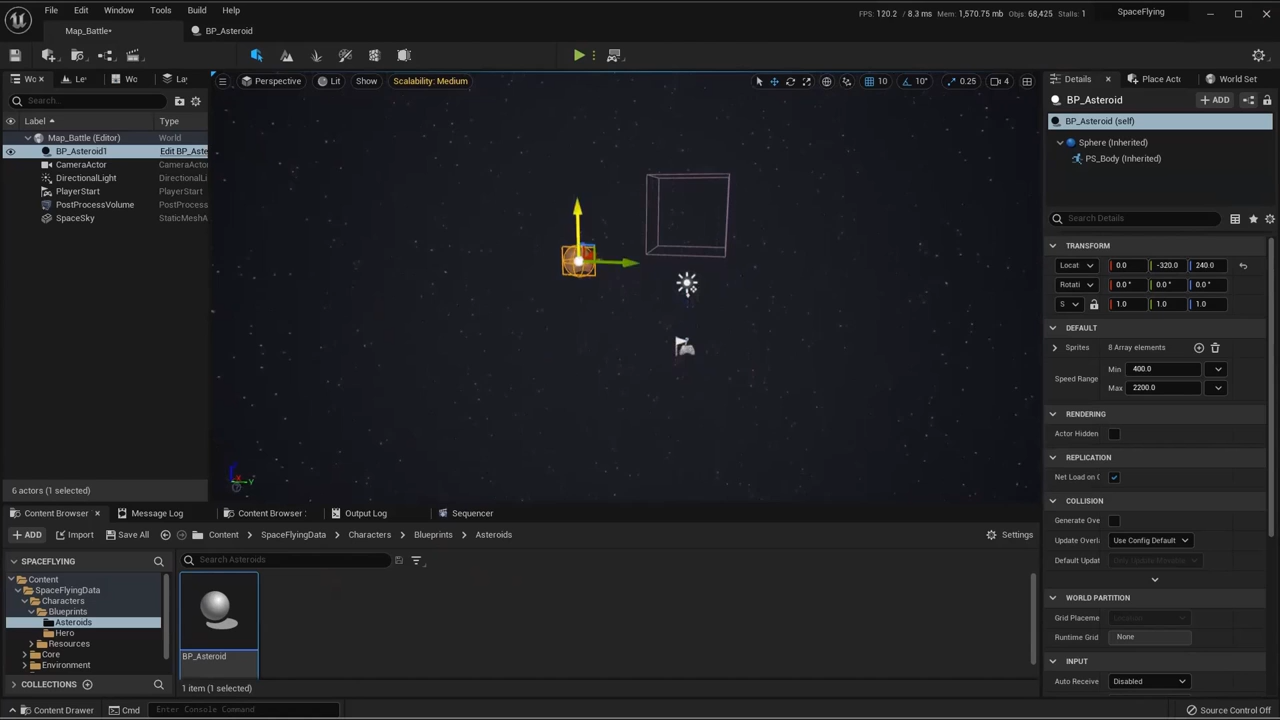 File Edit Window Tools Build Help
FPS: 120.2 / 8.3 ms Mem: 1,570.75 mb Objs: 68,425 Stalls: 1
SpaceFlying
Map_Battle•
BP_Asteroid
Wo
Le
Wo
La
Perspective
Lit
Show
Scalability: Medium
10
10°
0.25
4
Details
Place Act
World Set
Search...
BP_Asteroid
ADD
Label
Type
BP_Asteroid (self)
Map_Battle (Editor) World
Sphere (Inherited)
BP_Asteroid1 Edit BP_Aste
PS_Body (Inherited)
CameraActor CameraActor
DirectionalLight DirectionalLi
PlayerStart PlayerStart
PostProcessVolume PostProcessV
SpaceSky StaticMeshA
Search Details
TRANSFORM
Locat 0.0 -320.0 240.0
Rotati 0.0 ° 0.0 ° 0.0 °
S 1.0 1.0 1.0
DEFAULT
Sprites 8 Array elements
Speed Range
Min 400.0
Max 2200.0
RENDERING
Actor Hidden
REPLICATION
Net Load on C
COLLISION
Generate Ove
Update Overla Use Config Default
Default Updat
WORLD PARTITION
Grid Placeme
Runtime Grid None
INPUT
Auto Receive Disabled
6 actors (1 selected)
Content Browser
Message Log
Content Browser :
Output Log
Sequencer
ADD
Import
Save All
Content
SpaceFlyingData
Characters
Blueprints
Asteroids
Settings
SPACEFLYING
Search Asteroids
Content
SpaceFlyingData
Characters
Blueprints
Asteroids
Hero
Resources
Core
Environment
BP_Asteroid
COLLECTIONS
1 item (1 selected)
Content Drawer
Cmd
Enter Console Command
Source Control Off